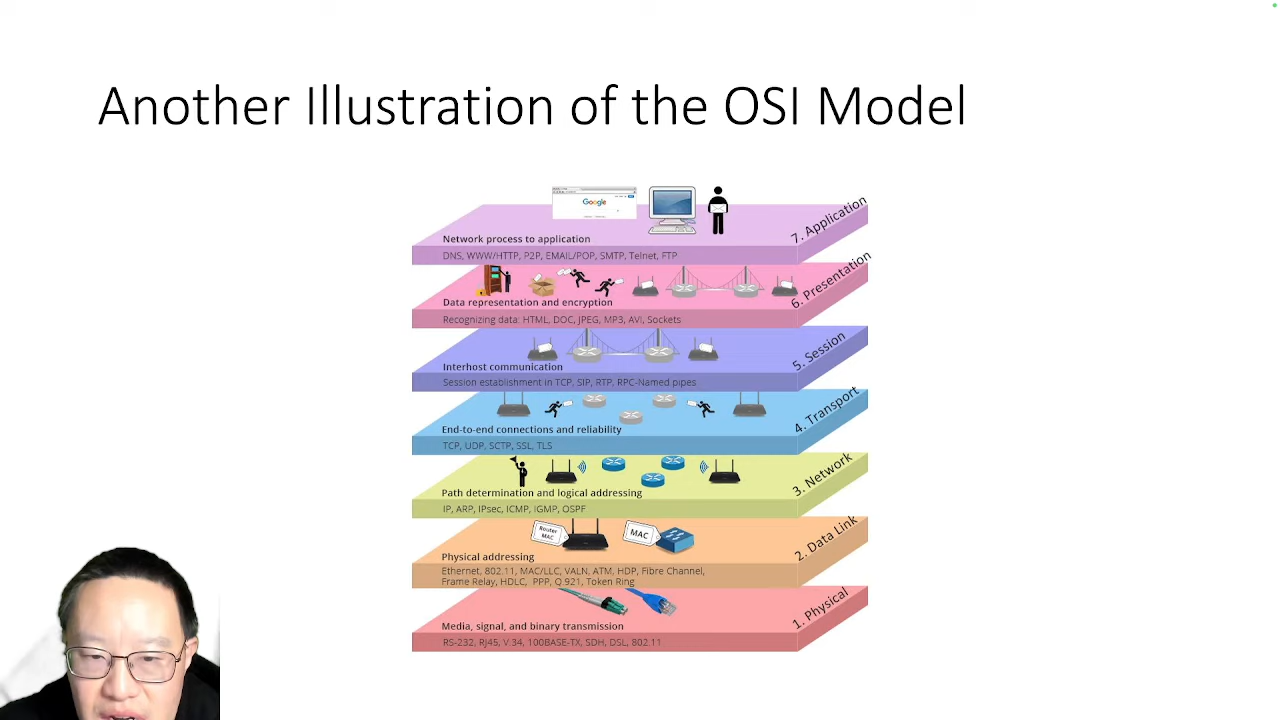 Another Illustration of the OSI Model
Google
7. Application
Network process to application
DNS, WWW/HTTP, P2P, EMAIL/POP, SMTP, Telnet, FTP
6. Presentation
Data representation and encryption
Recognizing data: HTML, DOC, JPEG, MP3, AVI, Sockets
5. Session
Interhost communication
Session establishment in TCP, SIP, RTP, RPC-Named pipes
4. Transport
End-to-end connections and reliability
TCP, UDP, SCTP, SSL, TLS
3. Network
Path determination and logical addressing
IP, ARP, IPsec, ICMP, IGMP, OSPF
2. Data Link
Router
MAC
MAC
Physical addressing
Ethernet, 802.11, MAC/LLC, VALN, ATM, HDP, Fibre Channel,
Frame Relay, HDLC, PPP, Q.921, Token Ring
1. Physical
Media, signal, and binary transmission
RS-232, RJ45, V.34, 100BASE-TX, SDH, DSL, 802.11